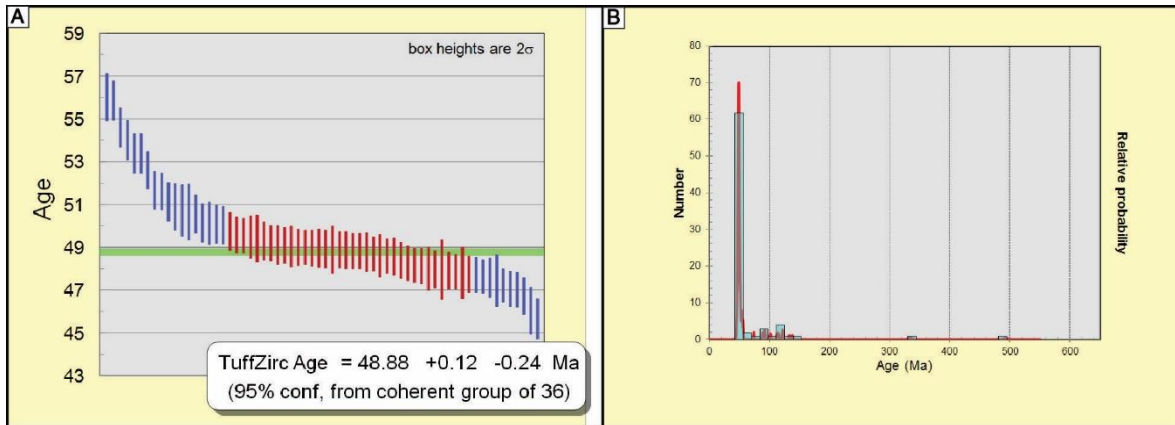 A
59
57
55
53
51
49
47
45
43
Age
box heights are 2σ
TuffZirc Age = 48.88 +0.12 -0.24 Ma
(95% conf, from coherent group of 36)
B
80
70
60
50
40
30
20
10
0
Number
0 100 200 300 400 500 600
Age (Ma)
Relative probability